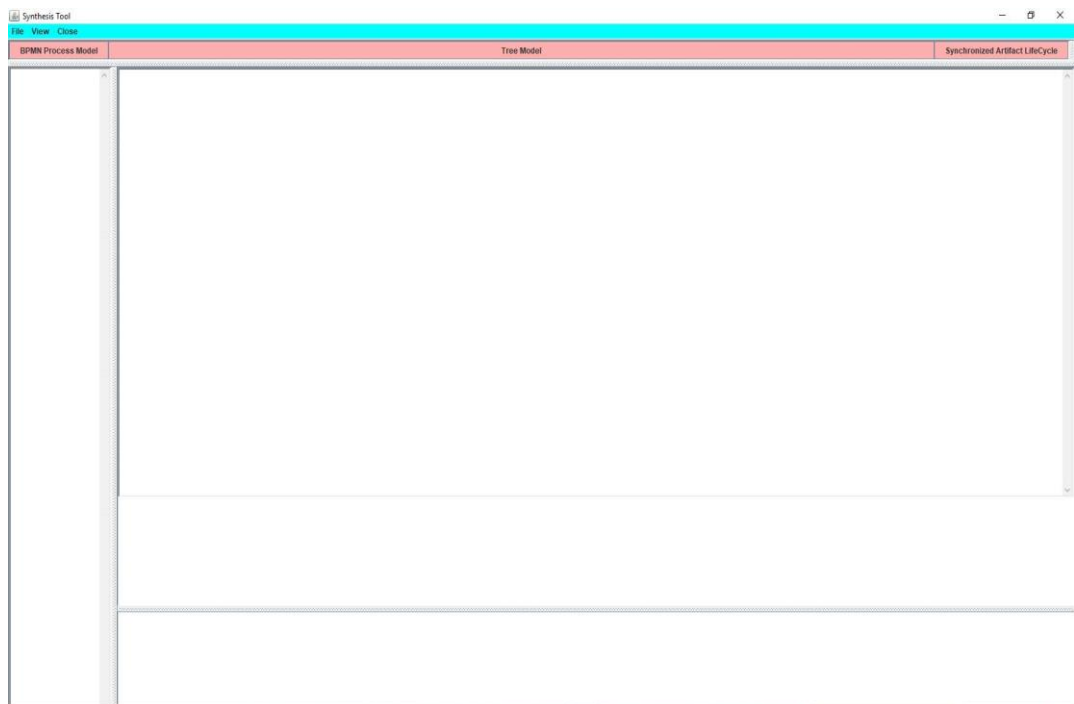 Synthesis Tool
File View Close
BPMN Process Model Tree Model Synchronized Artifact LifeCycle